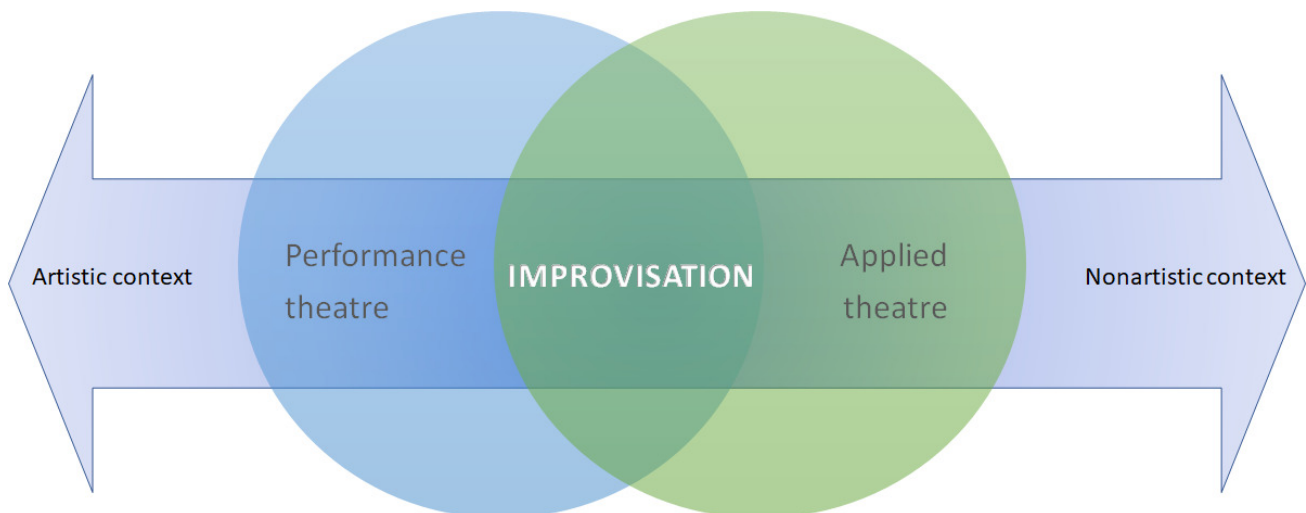 Artistic context
Performance
theatre
IMPROVISATION
Applied
theatre
Nonartistic context